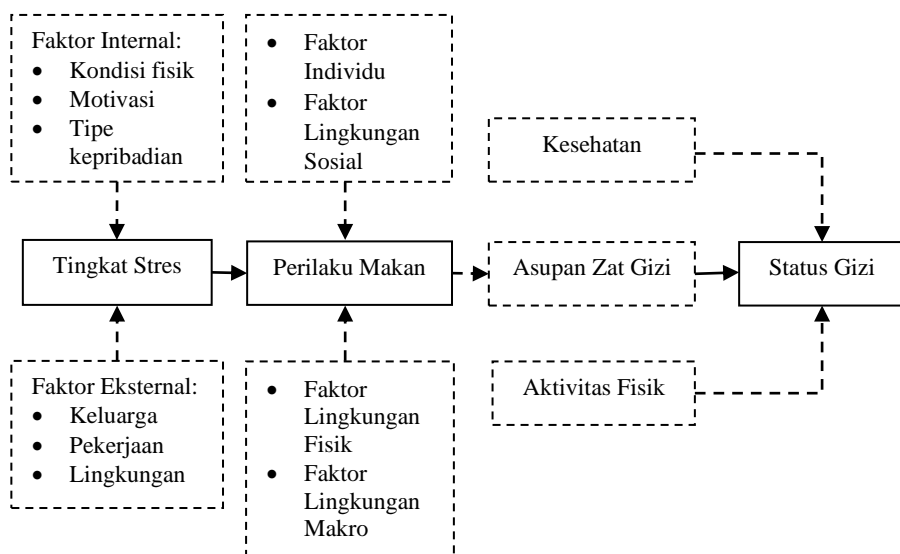 Faktor Internal:
• Kondisi fisik
• Motivasi
• Tipe
kepribadian
• Faktor
Individu
• Faktor
Lingkungan
Sosial
Kesehatan
Tingkat Stres
Perilaku Makan
Asupan Zat Gizi
Status Gizi
Faktor Eksternal:
• Keluarga
• Pekerjaan
• Lingkungan
• Faktor
Lingkungan
Fisik
• Faktor
Lingkungan
Makro
Aktivitas Fisik